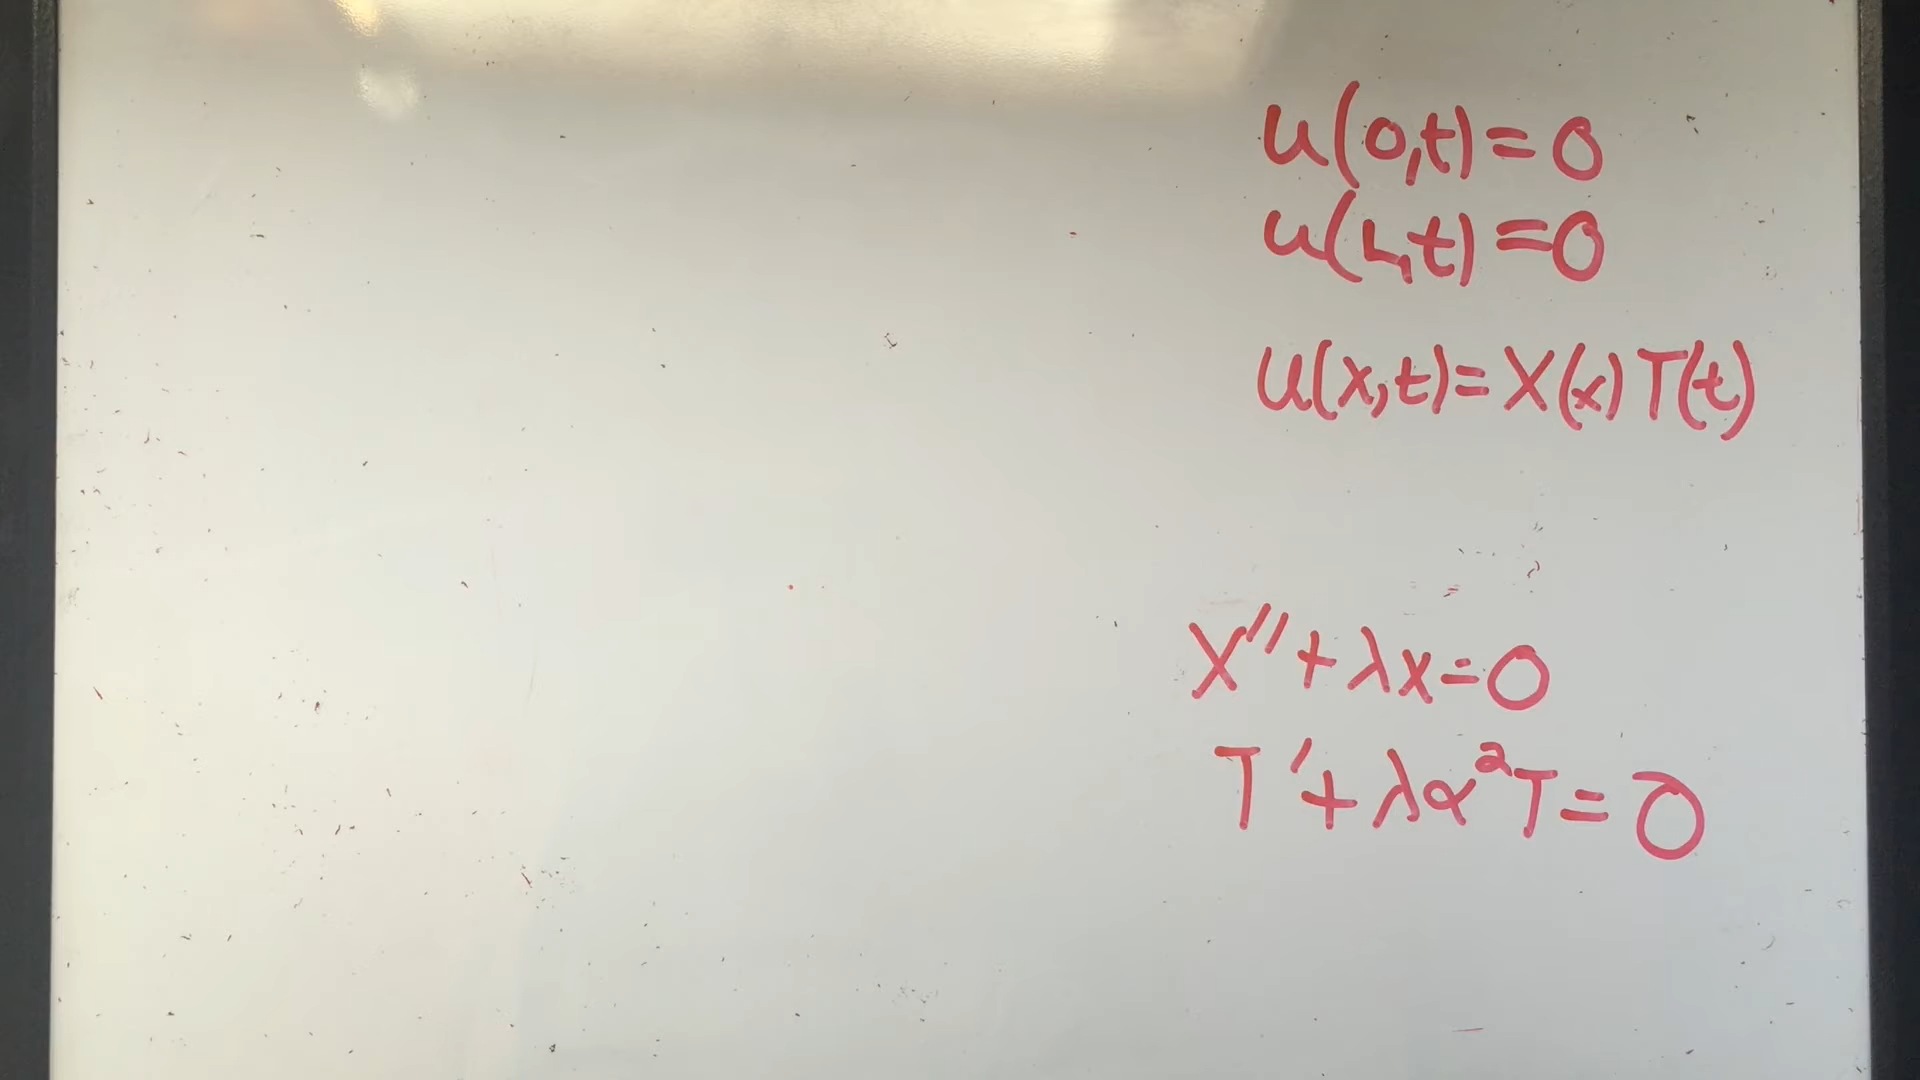 u(0,t)=0
u(L,t)=0
u(x,t)=X(x)T(t)
X''+λx=0
T'+λα²T=0